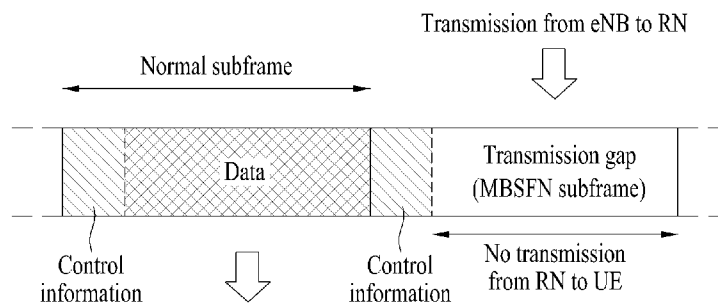 Transmission from eNB to RN
Normal subframe
Data
Transmission gap
(MBSFN subframe)
Control
information
Control
information
No transmission
from RN to UE